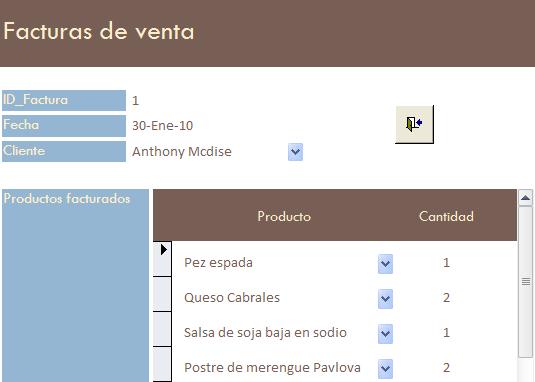 Facturas de venta
ID_Factura 1
Fecha 30-Ene-10
Cliente Anthony Mcdise
Productos facturados
Producto Cantidad
Pez espada 1
Queso Cabrales 2
Salsa de soja baja en sodio 1
Postre de merengue Pavlova 2